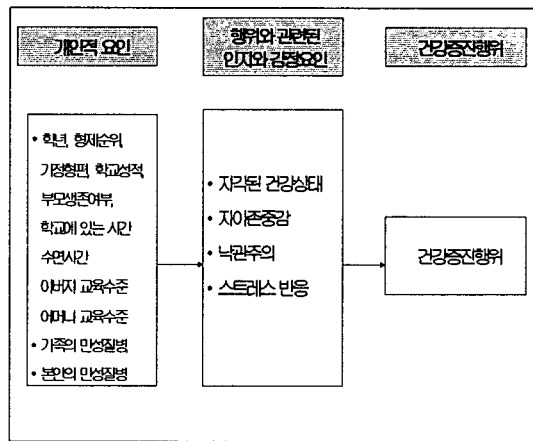 개인적 요인
행위와 관련된
인지와 감정요인
건강증진행위
• 학년, 형제순위,
가정형편, 학교성적,
부모생존여부,
학교에 있는 시간
수면시간
아버지 교육수준
어머니 교육수준
• 가족의 만성질병
• 본인의 만성질병
• 자각된 건강상태
• 자아존중감
• 낙관주의
• 스트레스 반응
건강증진행위